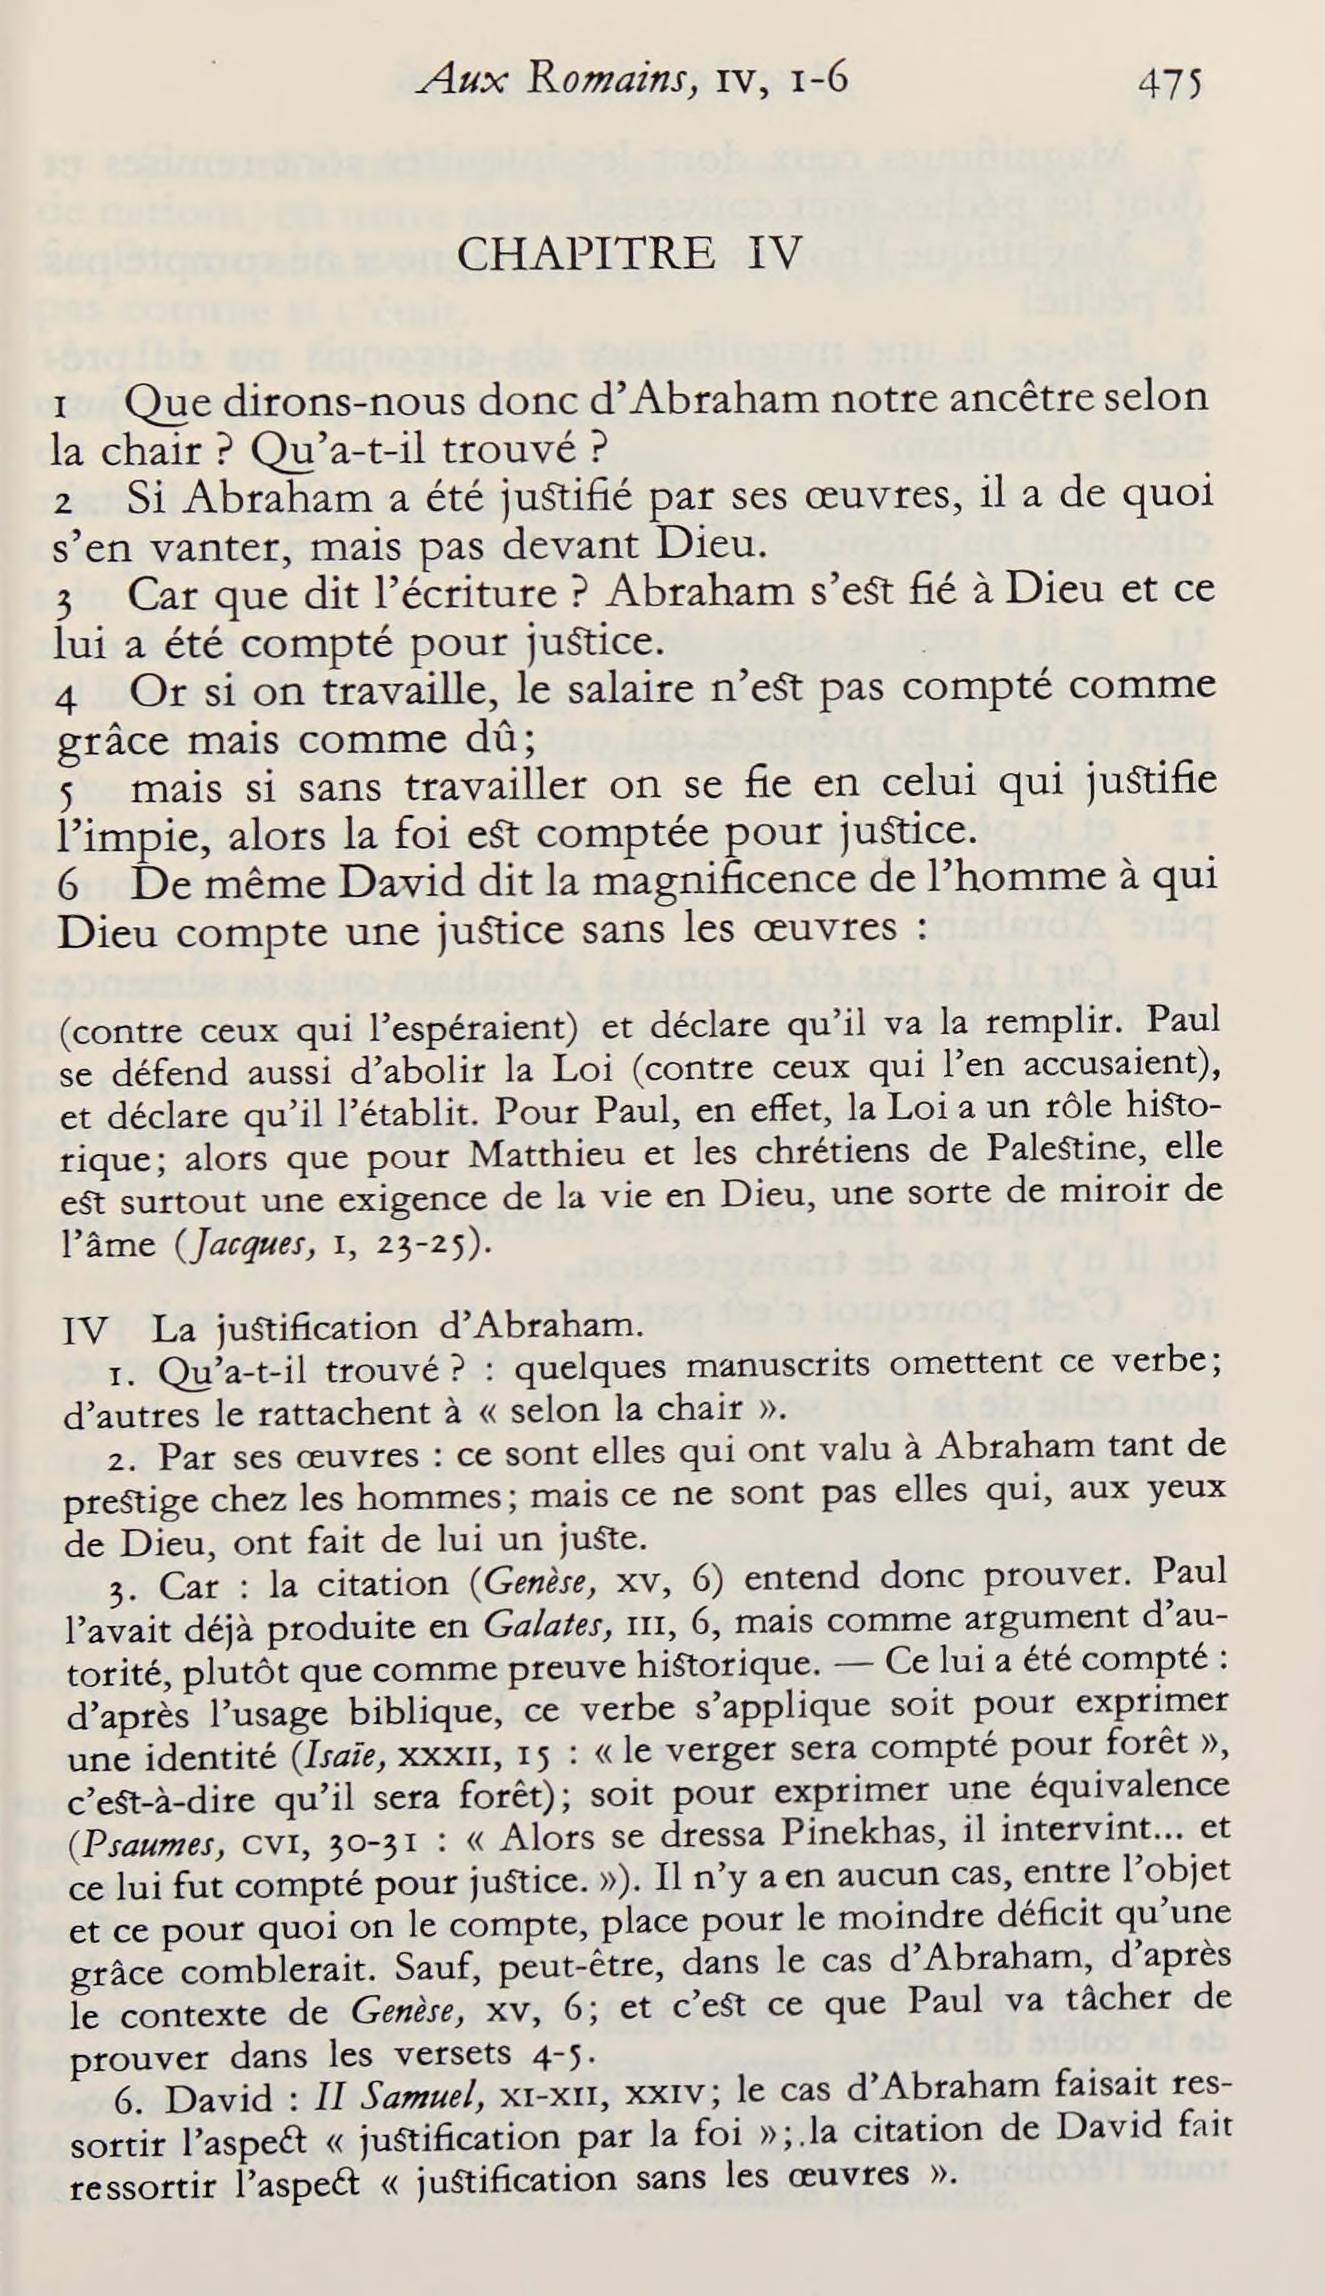 Aux Romains, IV, 1-6 475
CHAPITRE IV
1 Que dirons-nous donc d’Abraham notre ancêtre selon
la chair ? Qu’a-t-il trouvé ?
2 Si Abraham a été justifié par ses œuvres, il a de quoi
s’en vanter, mais pas devant Dieu.
3 Car que dit l’écriture ? Abraham s’est fié à Dieu et ce
lui a été compté pour justice.
4 Or si on travaille, le salaire n’est pas compté comme
grâce mais comme dû;
5 mais si sans travailler on se fie en celui qui justifie
l’impie, alors la foi est comptée pour justice.
6 De même David dit la magnificence de l’homme à qui
Dieu compte une justice sans les œuvres :
(contre ceux qui l’espéraient) et déclare qu’il va la remplir. Paul
se défend aussi d’abolir la Loi (contre ceux qui l’en accusaient),
et déclare qu’il l’établit. Pour Paul, en effet, la Loi a un rôle histo-
rique; alors que pour Matthieu et les chrétiens de Palestine, elle
est surtout une exigence de la vie en Dieu, une sorte de miroir de
l’âme (Jacques, I, 23-25).
IV La justification d’Abraham.
1. Qu’a-t-il trouvé ? : quelques manuscrits omettent ce verbe;
d’autres le rattachent à « selon la chair ».
2. Par ses œuvres : ce sont elles qui ont valu à Abraham tant de
prestige chez les hommes; mais ce ne sont pas elles qui, aux yeux
de Dieu, ont fait de lui un juste.
3. Car : la citation (Genèse, XV, 6) entend donc prouver. Paul
l’avait déjà produite en Galates, III, 6, mais comme argument d’au-
torité, plutôt que comme preuve historique. — Ce lui a été compté :
d’après l’usage biblique, ce verbe s’applique soit pour exprimer
une identité (Isaïe, XXXII, 15 : « le verger sera compté pour forêt »,
c’est-à-dire qu’il sera forêt); soit pour exprimer une équivalence
(Psaumes, CVI, 30-31 : « Alors se dressa Pinekhas, il intervint... et
ce lui fut compté pour justice. »). Il n’y a en aucun cas, entre l’objet
et ce pour quoi on le compte, place pour le moindre déficit qu’une
grâce comblerait. Sauf, peut-être, dans le cas d’Abraham, d’après
le contexte de Genèse, XV, 6; et c’est ce que Paul va tâcher de
prouver dans les versets 4-5.
6. David : II Samuel, XI-XII, XXIV; le cas d’Abraham faisait res-
sortir l’aspect « justification par la foi »; la citation de David fait
ressortir l’aspect « justification sans les œuvres ».